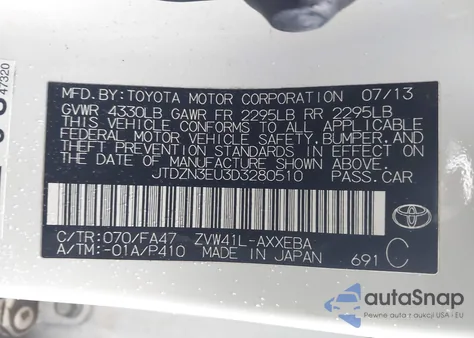 47320
MFD. BY: TOYOTA MOTOR CORPORATION 07/13
GVWR 4330LB GAWR FR 2295LB RR 2295LB
THIS VEHICLE CONFORMS TO ALL APPLICABLE
FEDERAL MOTOR VEHICLE SAFETY, BUMPER, AND
THEFT PREVENTION STANDARDS IN EFFECT ON
THE DATE OF MANUFACTURE SHOWN ABOVE.
JTDZN3EU3D3280510 PASS.CAR
TOYOTA
C/TR: 070/FA47 ZVW41L-AXXEBA
A/TM: -01A/P410 MADE IN JAPAN 691 C
autoSnap
Pewne auta z aukcji USA i EU